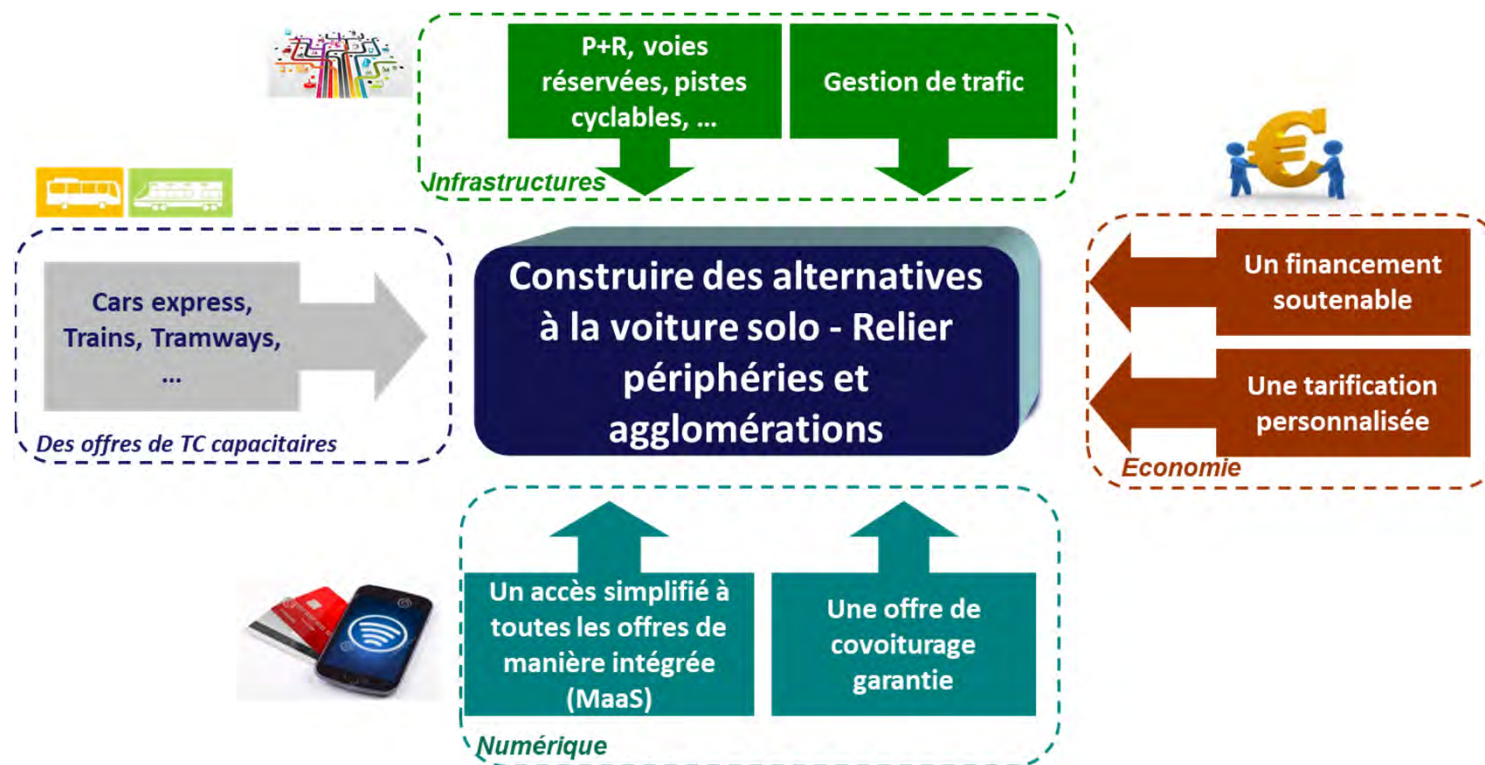 P+R, voies
réservées, pistes
cyclables, ...
Gestion de trafic
Infrastructures
Cars express,
Trains, Tramways,
...
Des offres de TC capacitaires
Construire des alternatives
à la voiture solo - Relier
périphéries et
agglomérations
Un financement
soutenable
Une tarification
personnalisée
Economie
Un accès simplifié à
toutes les offres de
manière intégrée
(MaaS)
Une offre de
covoiturage
garantie
Numérique